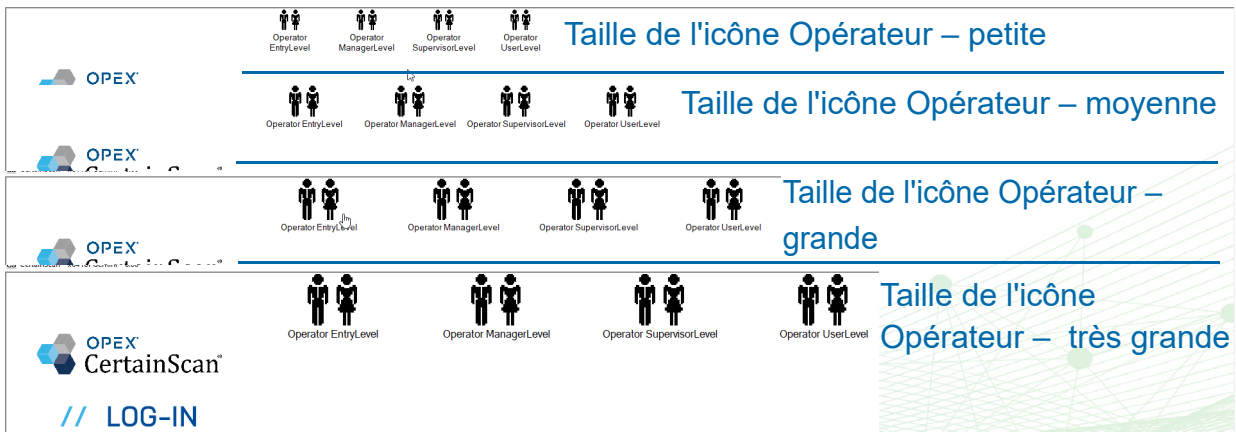 Operator EntryLevel
Operator ManagerLevel
Operator SupervisorLevel
Operator UserLevel
Taille de l'icône Opérateur – petite
OPEX
Operator EntryLevel
Operator ManagerLevel
Operator SupervisorLevel
Operator UserLevel
Taille de l'icône Opérateur – moyenne
OPEX
Operator EntryLevel
Operator ManagerLevel
Operator SupervisorLevel
Operator UserLevel
Taille de l'icône Opérateur –
grande
OPEX
Operator EntryLevel
Operator ManagerLevel
Operator SupervisorLevel
Operator UserLevel
Taille de l'icône
Opérateur – très grande
OPEX
CertainScan®
// LOG-IN